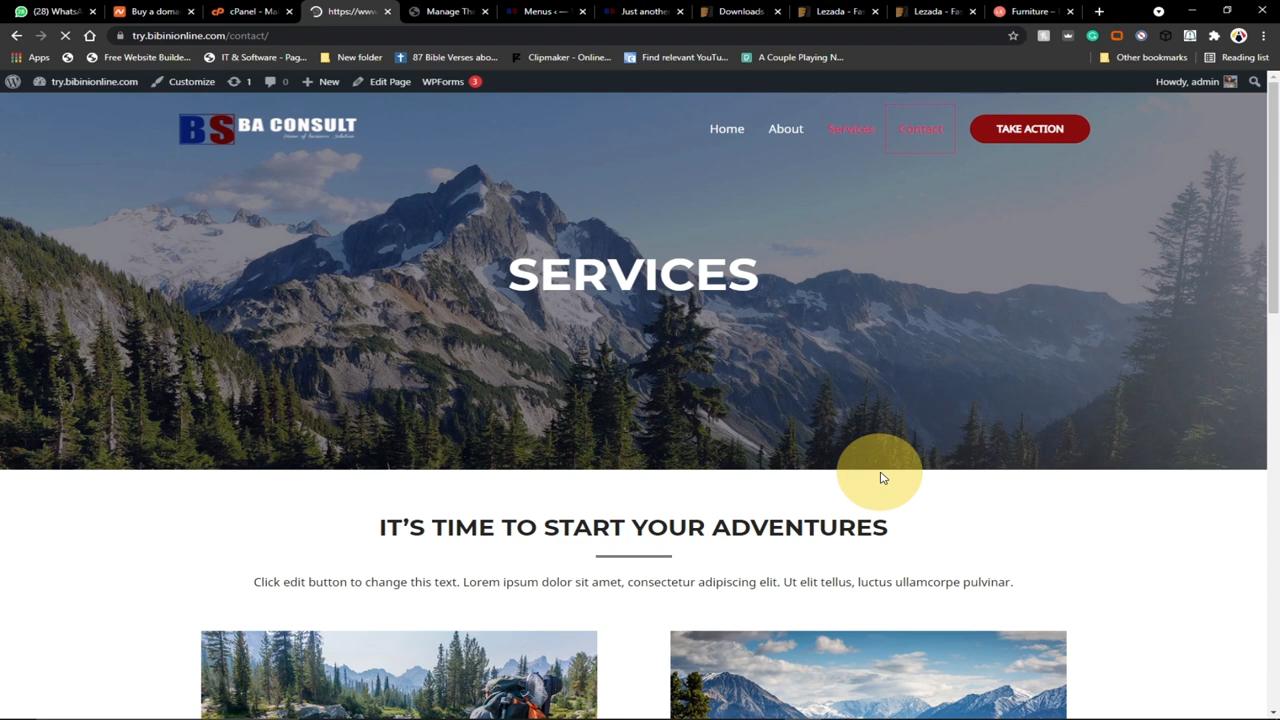 (28) WhatsA
Buy a doma
cPanel - Ma
https://www
Manage The
Menus ‹ —
Just anothe
Downloads
Lezada – Fas
Lezada – Fas
Furniture –
try.bibinionline.com/contact/
Apps
Free Website Builde...
IT & Software - Pag...
New folder
87 Bible Verses abo...
Clipmaker - Online...
Find relevant YouTu...
A Couple Playing N...
Other bookmarks
Reading list
try.bibinionline.com
Customize
1
0
New
Edit Page
WPForms 3
Howdy, admin
BS BA CONSULT
Home
About
Services
Contact
TAKE ACTION
SERVICES
IT’S TIME TO START YOUR ADVENTURES
Click edit button to change this text. Lorem ipsum dolor sit amet, consectetur adipiscing elit. Ut elit tellus, luctus ullamcorpe pulvinar.